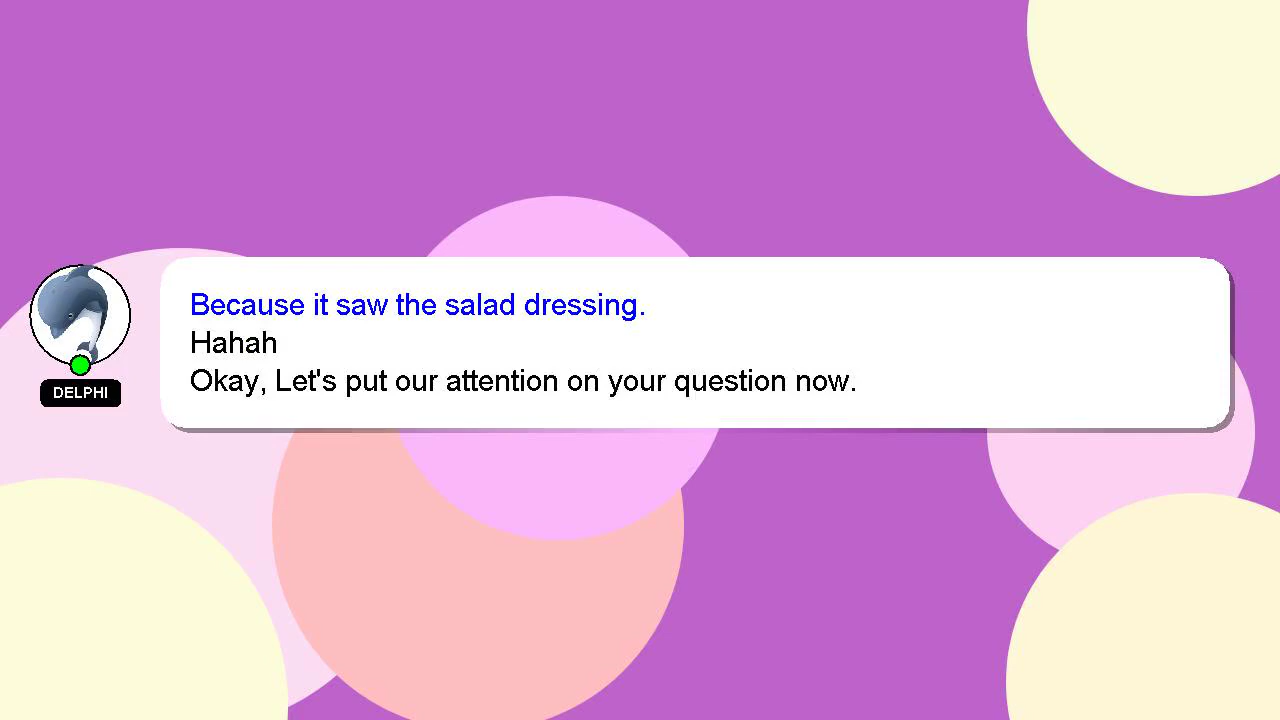 Because it saw the salad dressing.
Hahah
Okay, Let's put our attention on your question now.
DELPHI